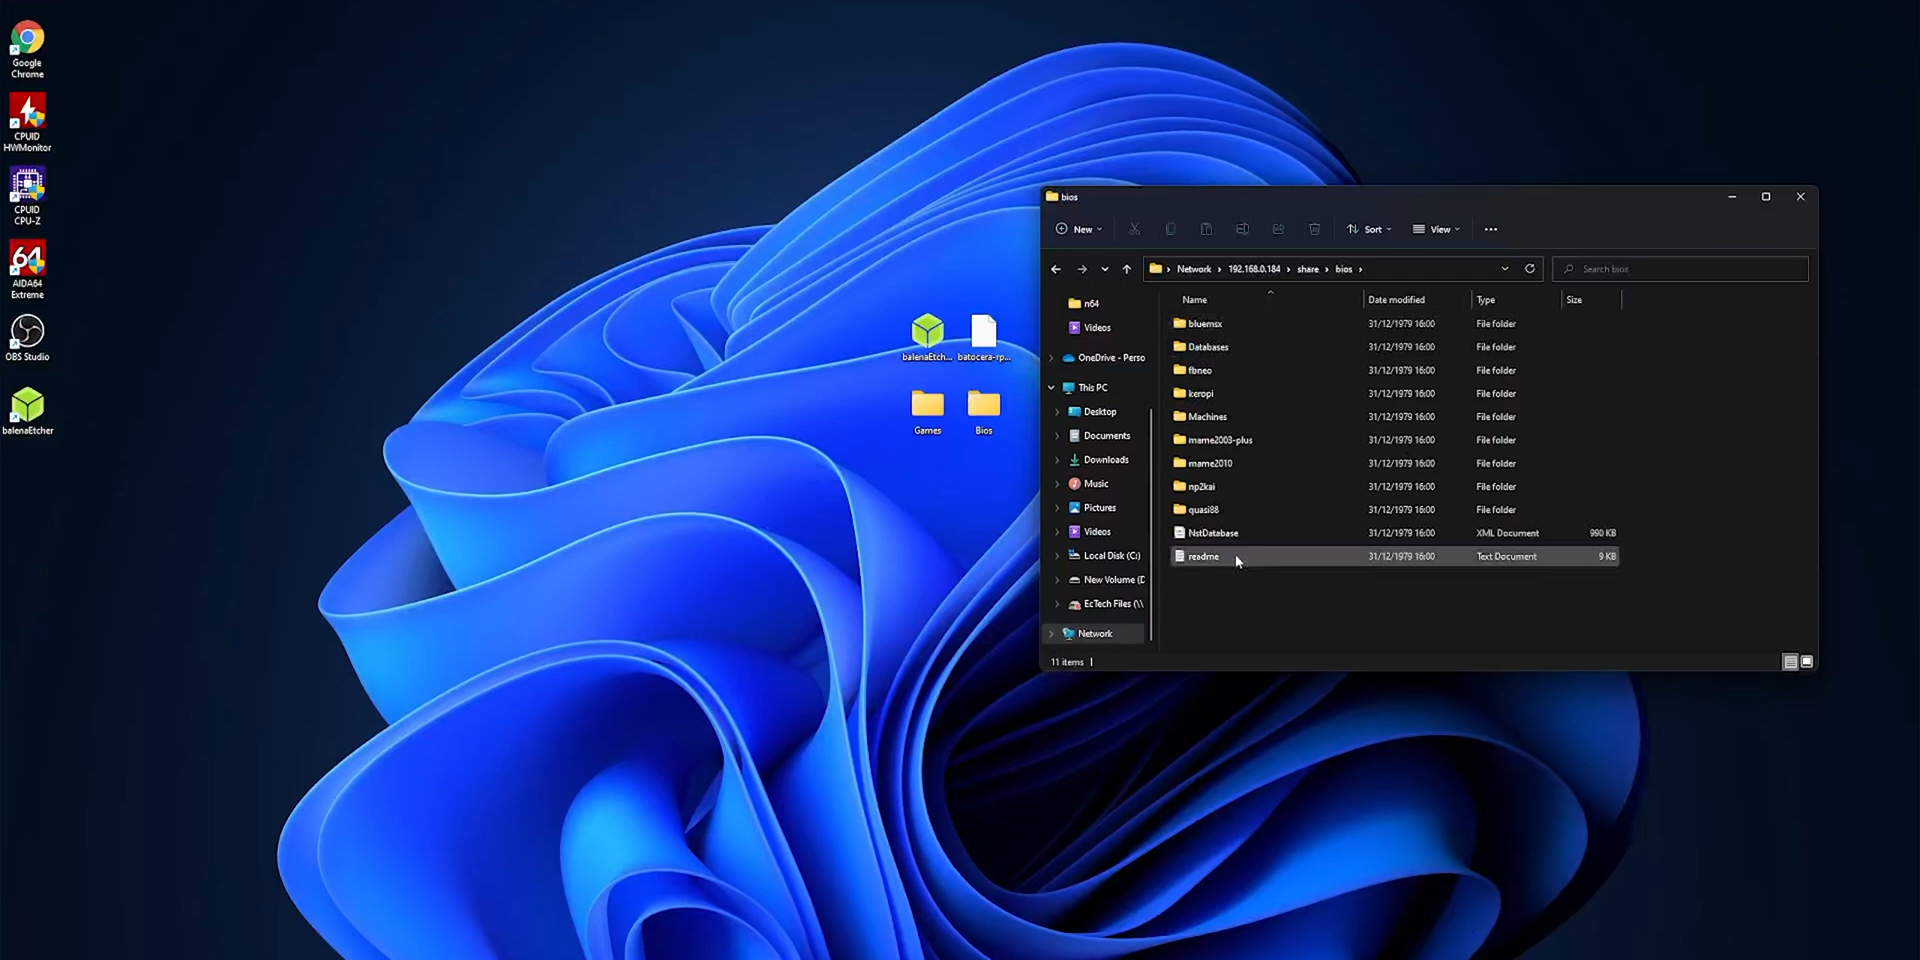 Google
Chrome
CPUID
HWMonitor
CPUID
CPU-Z
64
AIDA64
Extreme
OBS Studio
balenaEtcher
balenaEtch...
batocera-rp...
Games
Bios
bios
New
Sort
View
Network
192.168.0.184
share
bios
Search bios
n64
Videos
OneDrive - Perso
This PC
Desktop
Documents
Downloads
Music
Pictures
Videos
Local Disk (C:)
New Volume (D
EcTech Files (\\
Network
Name Date modified Type Size
bluemsx 31/12/1979 16:00 File folder
Databases 31/12/1979 16:00 File folder
fbneo 31/12/1979 16:00 File folder
keropi 31/12/1979 16:00 File folder
Machines 31/12/1979 16:00 File folder
mame2003-plus 31/12/1979 16:00 File folder
mame2010 31/12/1979 16:00 File folder
np2kai 31/12/1979 16:00 File folder
quasi88 31/12/1979 16:00 File folder
NstDatabase 31/12/1979 16:00 XML Document 990 KB
readme 31/12/1979 16:00 Text Document 9 KB
11 items